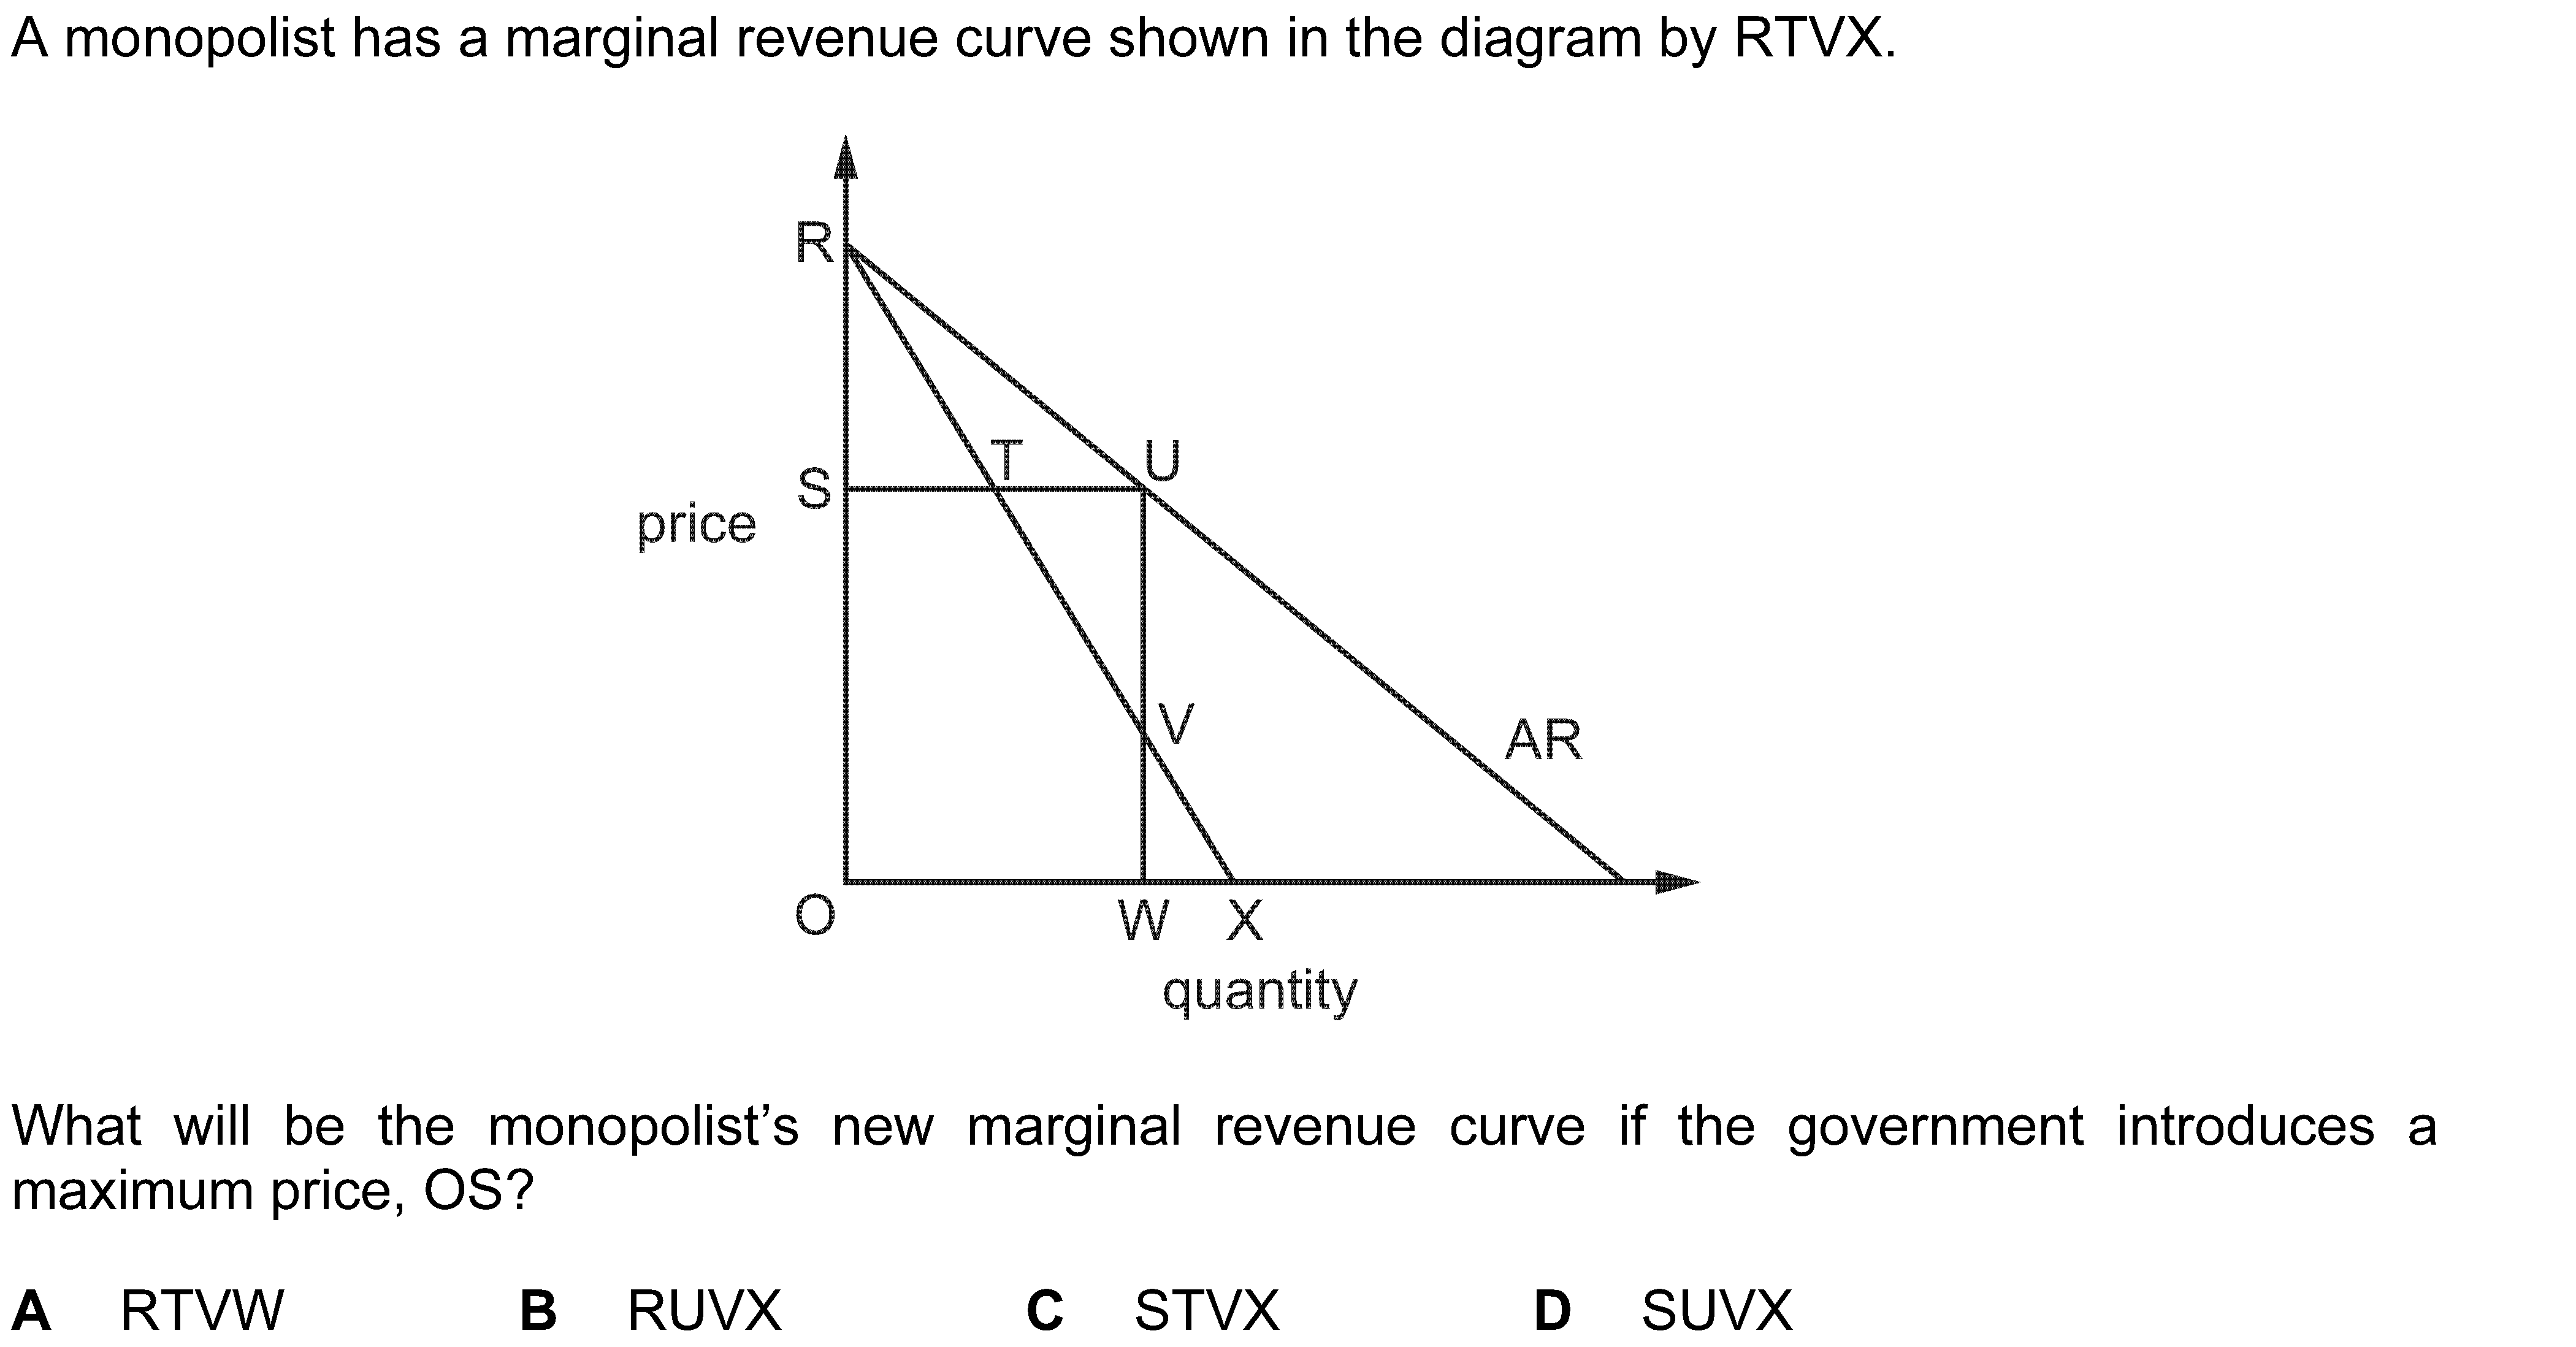 A monopolist has a marginal revenue curve shown in the diagram by RTVX.
R
T
U
S
price
V
AR
O
W X
quantity
What will be the monopolist’s new marginal revenue curve if the government introduces a
maximum price, OS?
A RTVW B RUVX C STVX D SUVX